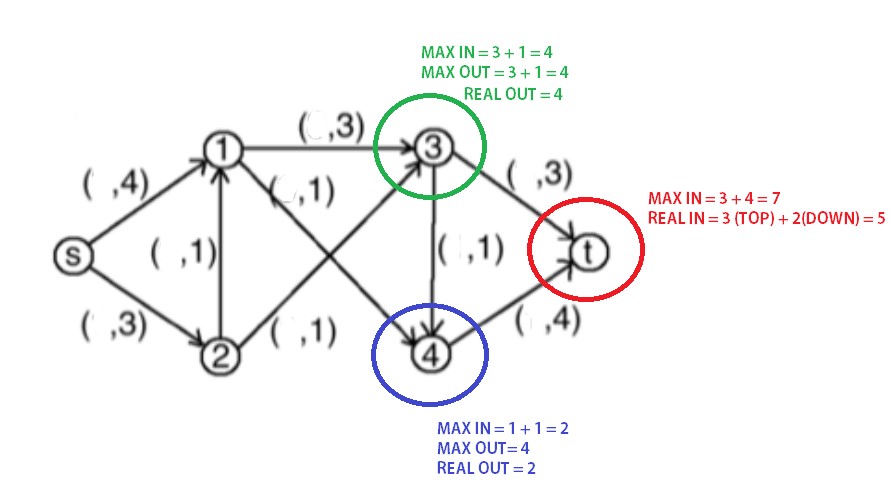 MAX IN = 3 + 1 = 4
MAX OUT = 3 + 1 = 4
REAL OUT = 4
( ,3)
1
3
( ,4)
( ,1)
( ,3)
MAX IN = 3 + 4 = 7
REAL IN = 3 (TOP) + 2(DOWN) = 5
s
( ,1)
( ,1)
t
( ,3)
2
( ,1)
4
( ,4)
MAX IN = 1 + 1 = 2
MAX OUT= 4
REAL OUT = 2